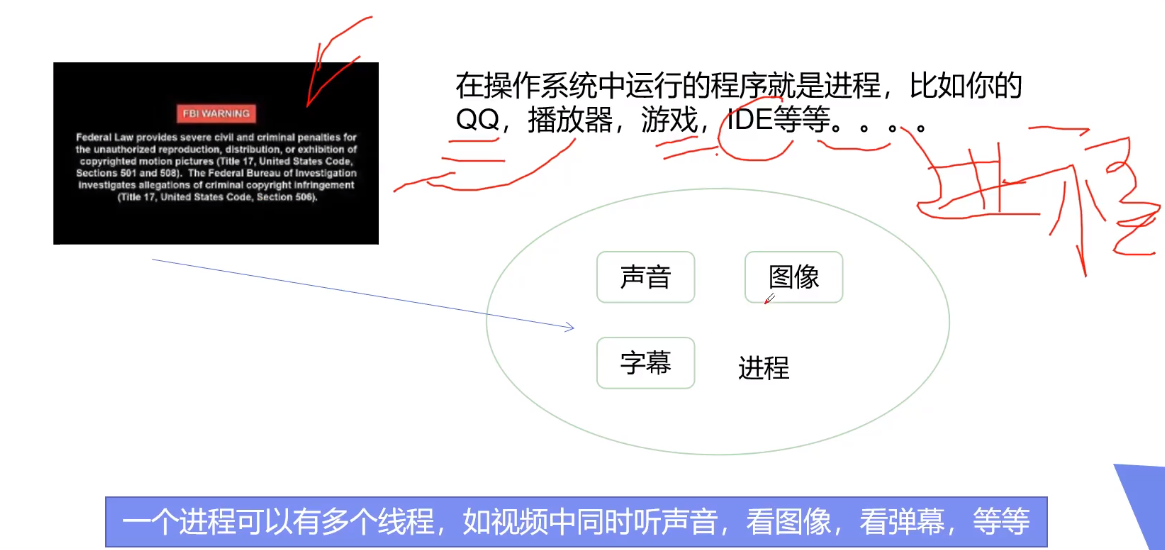 FBI WARNING
Federal Law provides severe civil and criminal penalties for
the unauthorized reproduction, distribution, or exhibition of
copyrighted motion pictures (Title 17, United States Code,
Sections 501 and 508). The Federal Bureau of Investigation
investigates allegations of criminal copyright infringement
(Title 17, United States Code, Section 506).
在操作系统中运行的程序就是进程，比如你的
QQ，播放器，游戏，IDE等等。。。。
进程
声音
图像
字幕
进程
一个进程可以有多个线程，如视频中同时听声音，看图像，看弹幕，等等